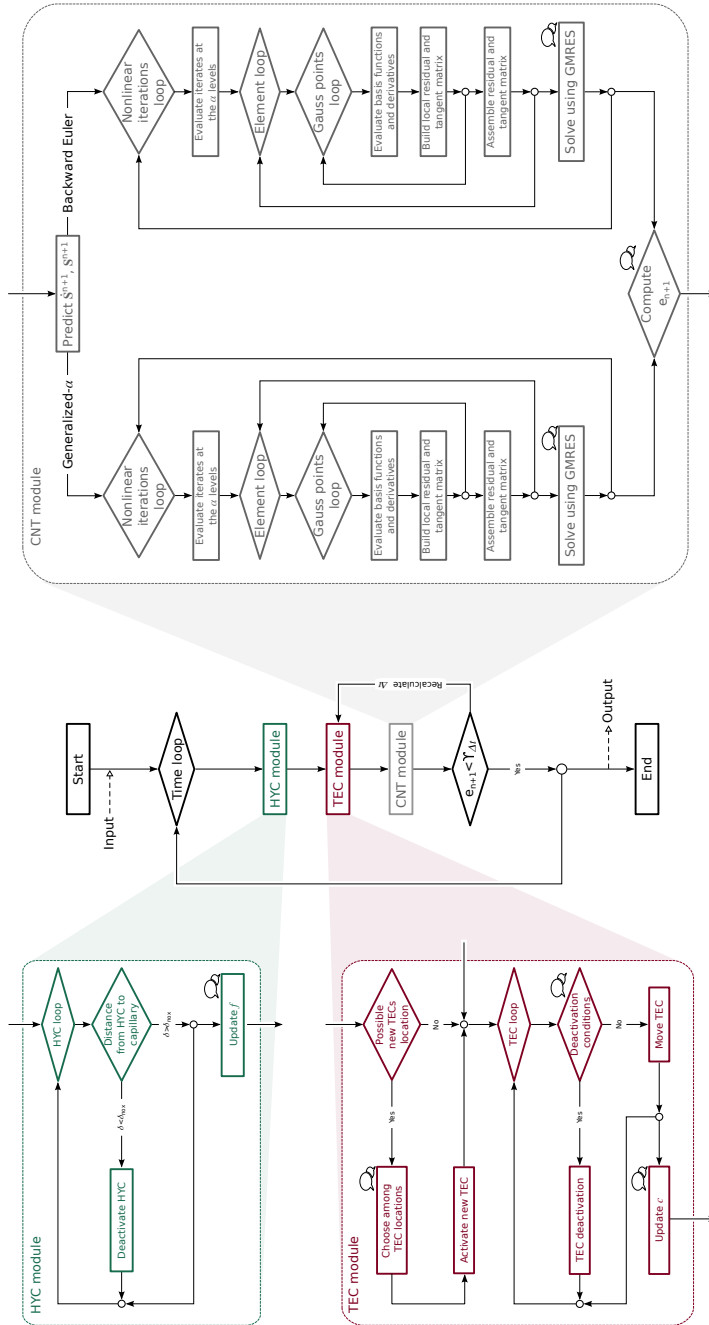 HYC module
HYC loop
Distance
from HYC to
capillary
δ<δmax
δ>δmax
Deactivate HYC
Update f
TEC module
Possible
new TECs
location
Yes
No
Choose among
TEC locations
Activate new TEC
TEC loop
Deactivation
conditions
Yes
No
TEC deactivation
Move TEC
Update c
Start
Input
Time loop
HYC module
TEC module
CNT module
Recalculate Δt
eₙ₊₁<ϒΔt
Yes
Output
End
CNT module
Predict ṡⁿ⁺¹, sⁿ⁺¹
Generalized-α
Backward Euler
Nonlinear
iterations
loop
Evaluate iterates at
the α levels
Element loop
Gauss points
loop
Evaluate basis functions
and derivatives
Build local residual and
tangent matrix
Assemble residual and
tangent matrix
Solve using GMRES
Nonlinear
iterations
loop
Evaluate iterates at
the α levels
Element loop
Gauss points
loop
Evaluate basis functions
and derivatives
Build local residual and
tangent matrix
Assemble residual and
tangent matrix
Solve using GMRES
Compute
eₙ₊₁